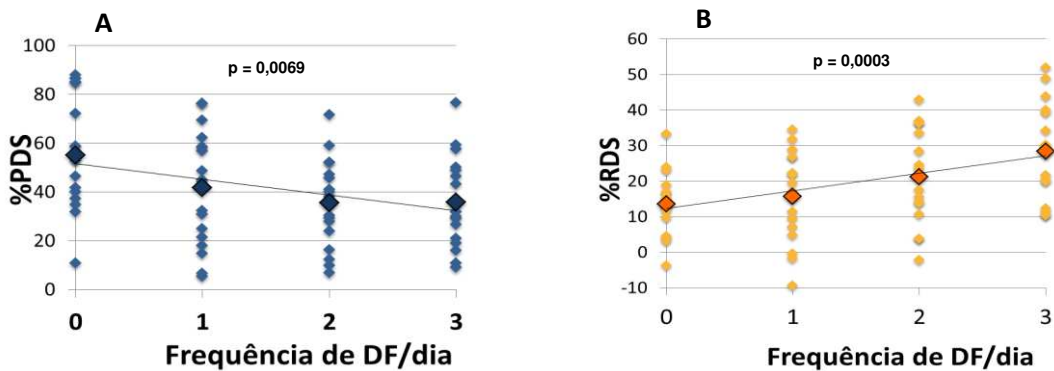 A
100
80
60
40
20
0
%PDS
p = 0,0069
0 1 2 3
Frequência de DF/dia
B
60
50
40
30
20
10
0
-10
%RDS
p = 0,0003
0 1 2 3
Frequência de DF/dia